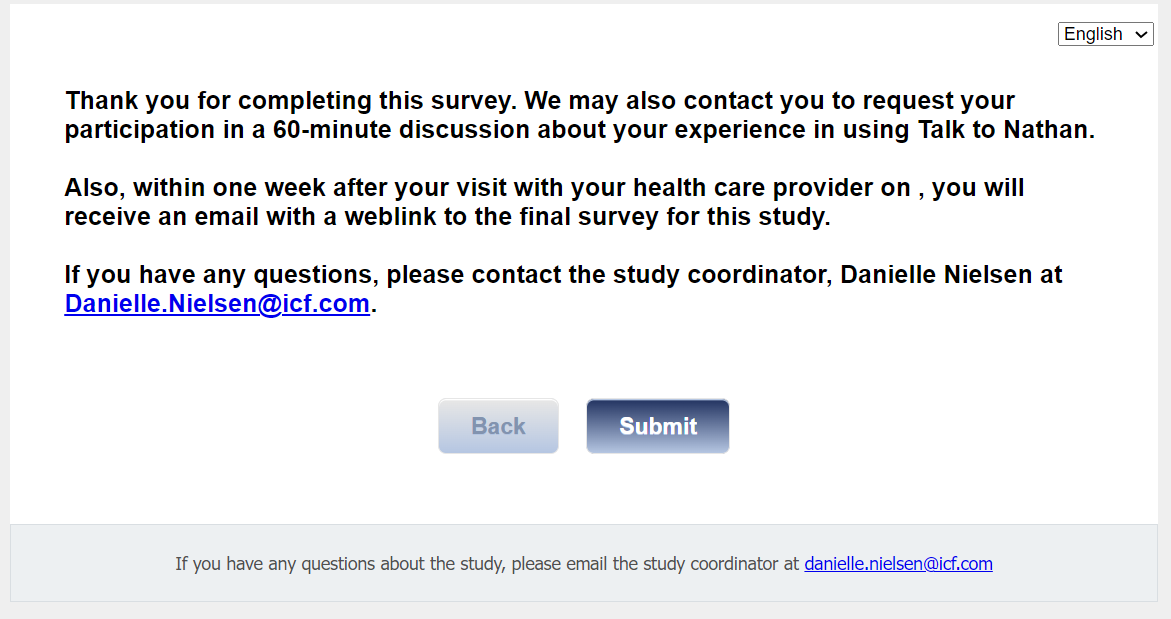 English
Thank you for completing this survey. We may also contact you to request your
participation in a 60-minute discussion about your experience in using Talk to Nathan.
Also, within one week after your visit with your health care provider on , you will
receive an email with a weblink to the final survey for this study.
If you have any questions, please contact the study coordinator, Danielle Nielsen at
Danielle.Nielsen@icf.com.
Back
Submit
If you have any questions about the study, please email the study coordinator at danielle.nielsen@icf.com